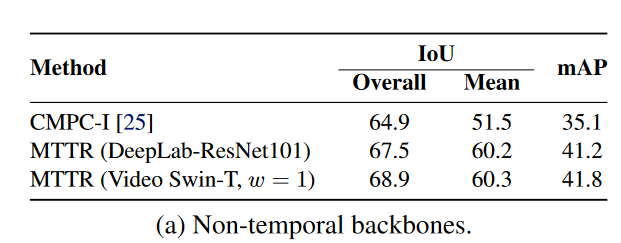 Method IoU mAP
Overall Mean
CMPC-I [25] 64.9 51.5 35.1
MTTR (DeepLab-ResNet101) 67.5 60.2 41.2
MTTR (Video Swin-T, w = 1) 68.9 60.3 41.8
(a) Non-temporal backbones.